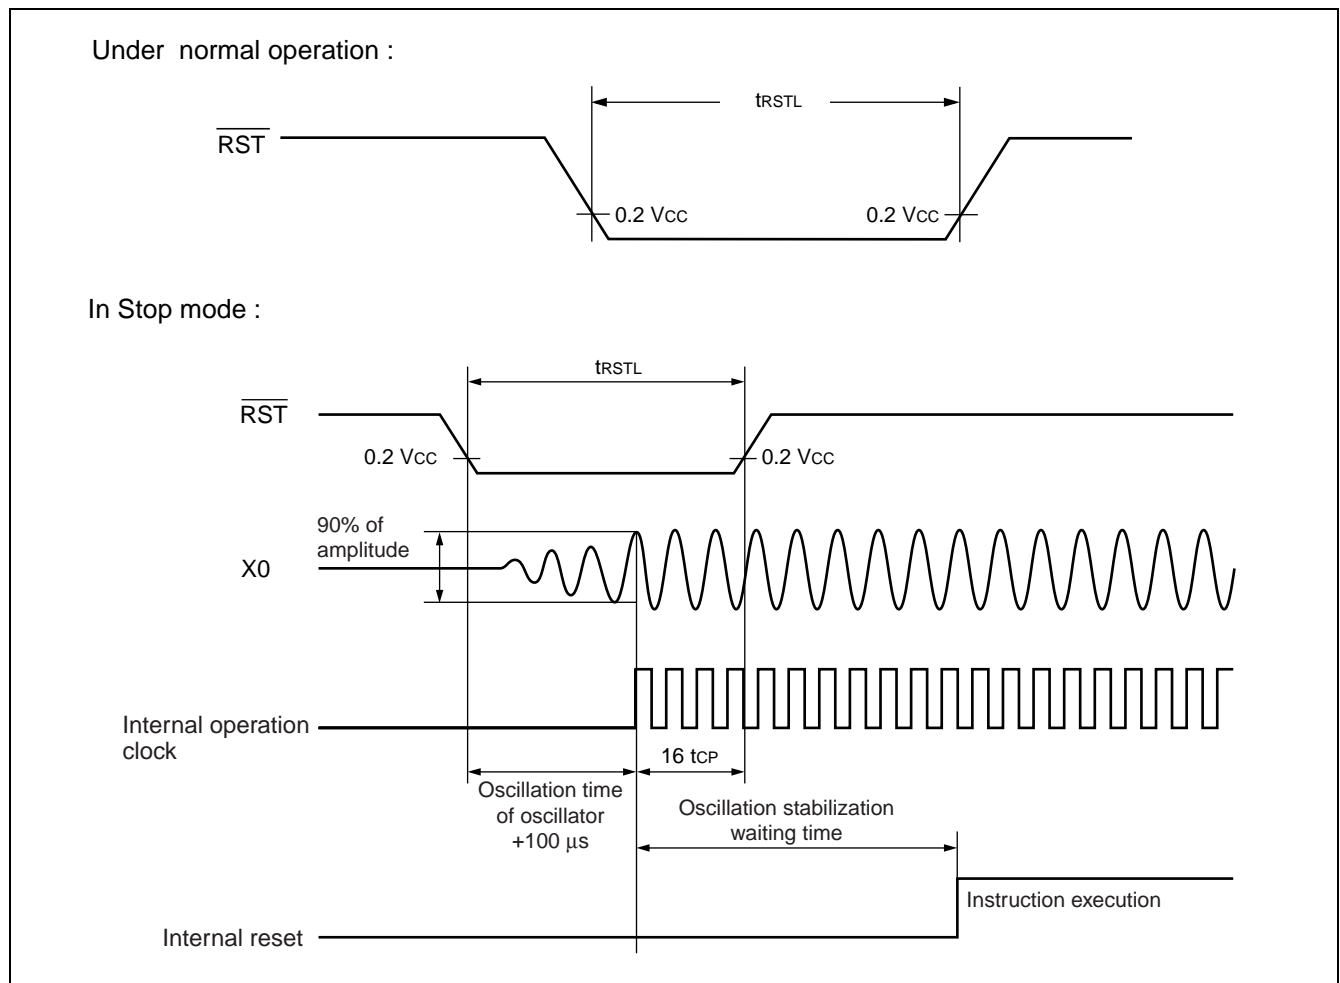 Under normal operation :
tRSTL
RST
0.2 VCC
0.2 VCC
In Stop mode :
tRSTL
RST
0.2 VCC
0.2 VCC
90% of
amplitude
X0
Internal operation
clock
16 tCP
Oscillation time
of oscillator
+100 μs
Oscillation stabilization
waiting time
Instruction execution
Internal reset